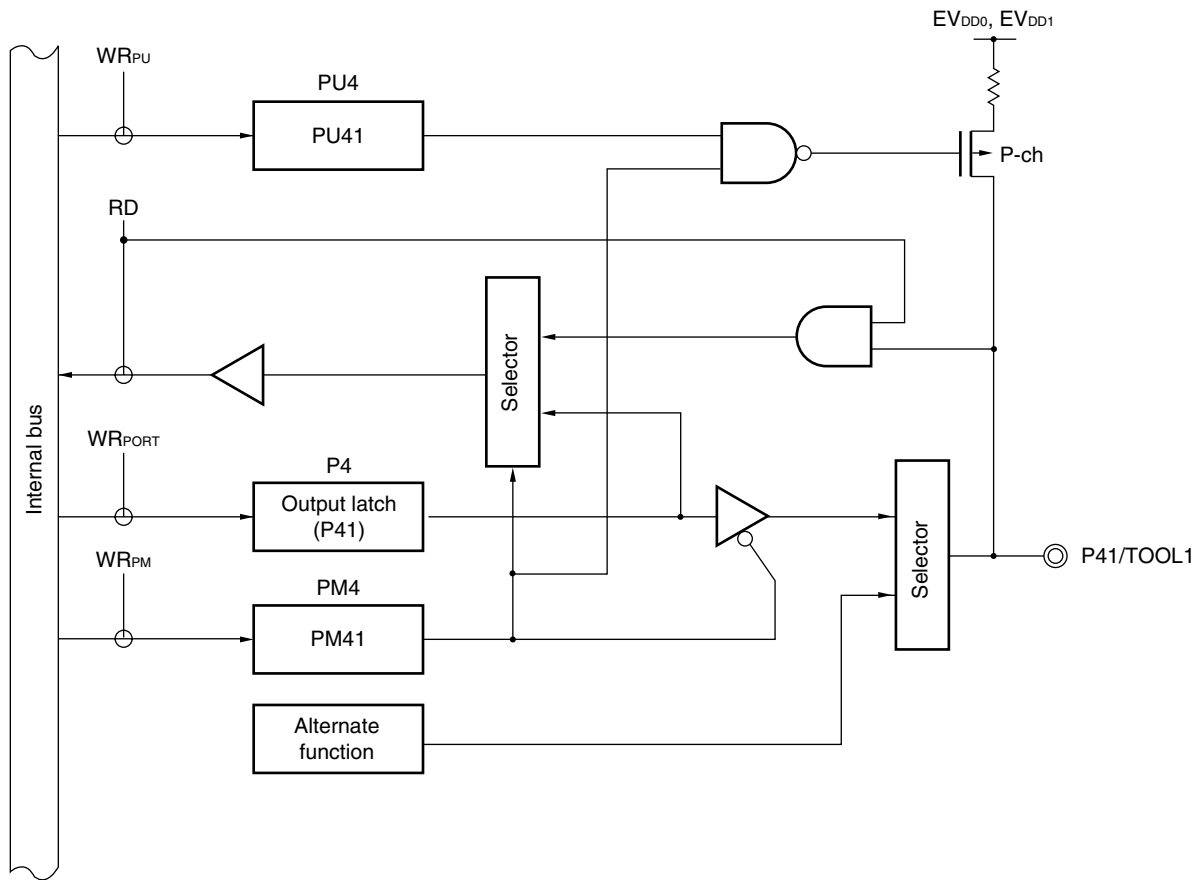 EVDD0, EVDD1
WRPU
PU4
PU41
P-ch
RD
Selector
Internal bus
WRPORT
P4
Output latch
(P41)
WRPM
PM4
PM41
Selector
P41/TOOL1
Alternate
function